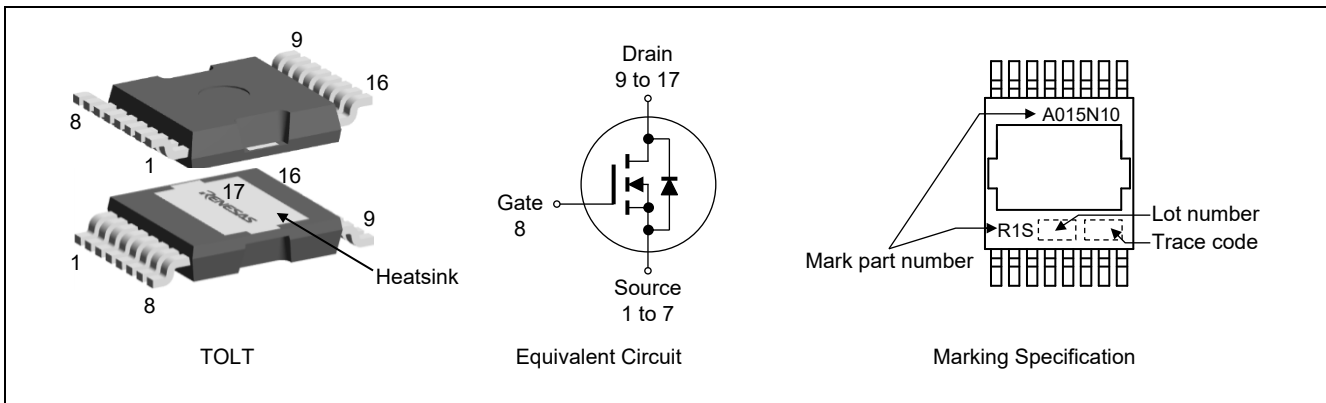 9
16
8
1
17
16
RENESAS
9
1
8
Heatsink
TOLT
Drain
9 to 17
Gate
8
Source
1 to 7
Equivalent Circuit
A015N10
R1S
Lot number
Trace code
Mark part number
Marking Specification